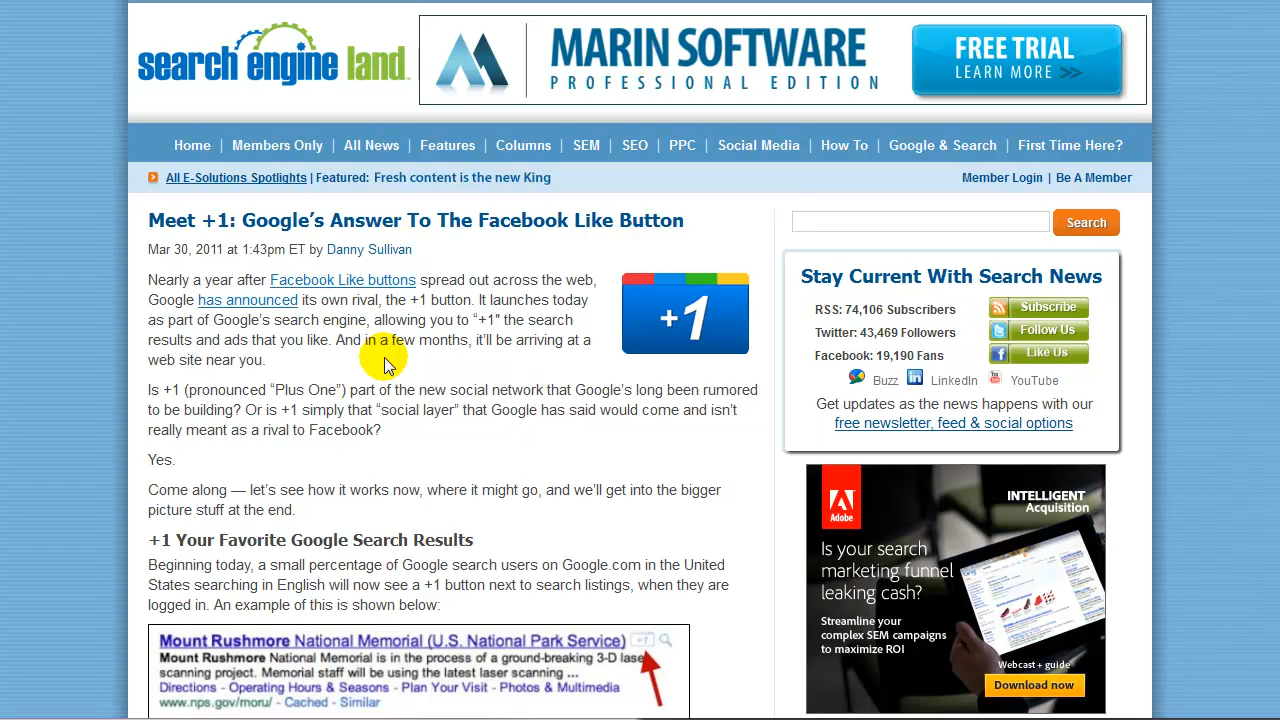 search engine land
MARIN SOFTWARE
PROFESSIONAL EDITION
FREE TRIAL
LEARN MORE >>
Home | Members Only | All News | Features | Columns | SEM | SEO | PPC | Social Media | How To | Google & Search | First Time Here?
All E-Solutions Spotlights | Featured: Fresh content is the new King
Member Login | Be A Member
Meet +1: Google's Answer To The Facebook Like Button
Mar 30, 2011 at 1:43pm ET by Danny Sullivan
Nearly a year after Facebook Like buttons spread out across the web,
Google has announced its own rival, the +1 button. It launches today
as part of Google's search engine, allowing you to “+1″ the search
results and ads that you like. And in a few months, it'll be arriving at a
web site near you.
+1
Is +1 (pronounced “Plus One”) part of the new social network that Google's long been rumored
to be building? Or is +1 simply that “social layer” that Google has said would come and isn't
really meant as a rival to Facebook?
Yes.
Come along — let's see how it works now, where it might go, and we'll get into the bigger
picture stuff at the end.
+1 Your Favorite Google Search Results
Beginning today, a small percentage of Google search users on Google.com in the United
States searching in English will now see a +1 button next to search listings, when they are
logged in. An example of this is shown below:
Mount Rushmore National Memorial (U.S. National Park Service) +1
Mount Rushmore National Memorial is in the process of a ground-breaking 3-D laser
scanning project. Memorial staff will be using the latest laser scanning ...
Directions - Operating Hours & Seasons - Plan Your Visit - Photos & Multimedia
www.nps.gov/moru/ - Cached - Similar
Search
Stay Current With Search News
RSS: 74,106 Subscribers
Subscribe
Twitter: 43,469 Followers
Follow Us
Facebook: 19,190 Fans
Like Us
Buzz LinkedIn YouTube
Get updates as the news happens with our
free newsletter, feed & social options
Adobe
INTELLIGENT
Acquisition
Is your search
marketing funnel
leaking cash?
Streamline your
complex SEM campaigns
to maximize ROI
Webcast + guide
Download now